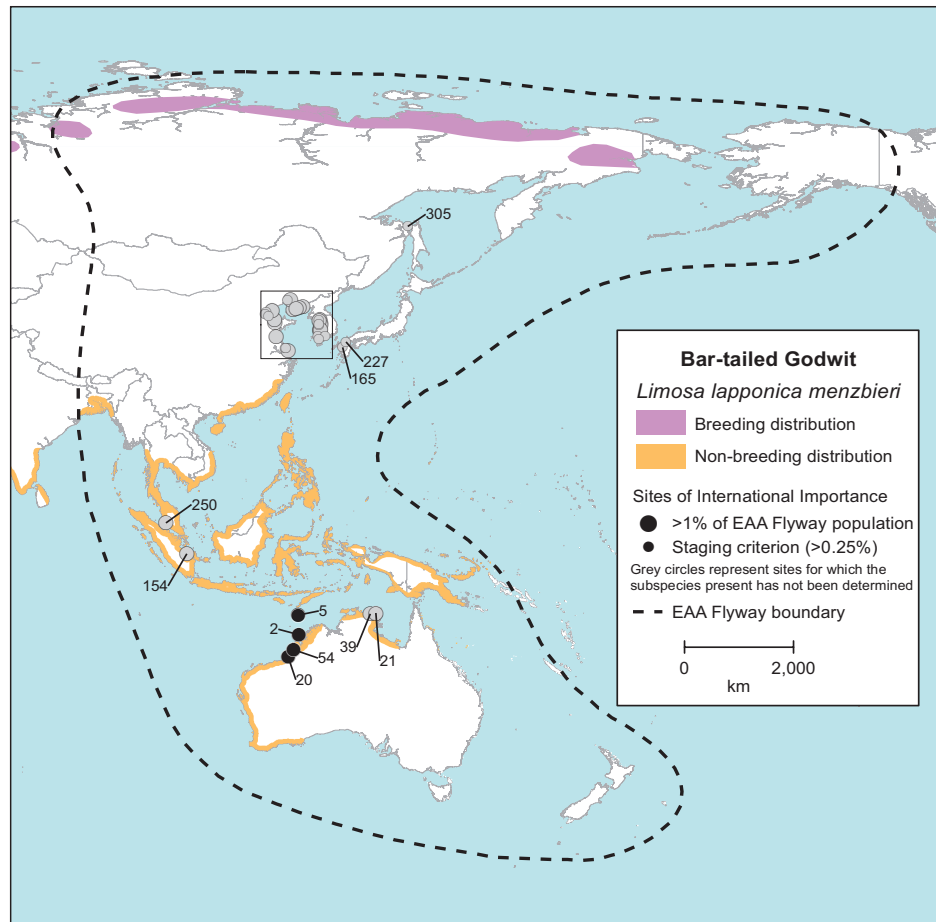 305
227
165
250
154
5
2
54
39
21
20
Bar-tailed Godwit
Limosa lapponica menzbieri
Breeding distribution
Non-breeding distribution
Sites of International Importance
>1% of EAA Flyway population
Staging criterion (>0.25%)
Grey circles represent sites for which the
subspecies present has not been determined
EAA Flyway boundary
0 2,000
km